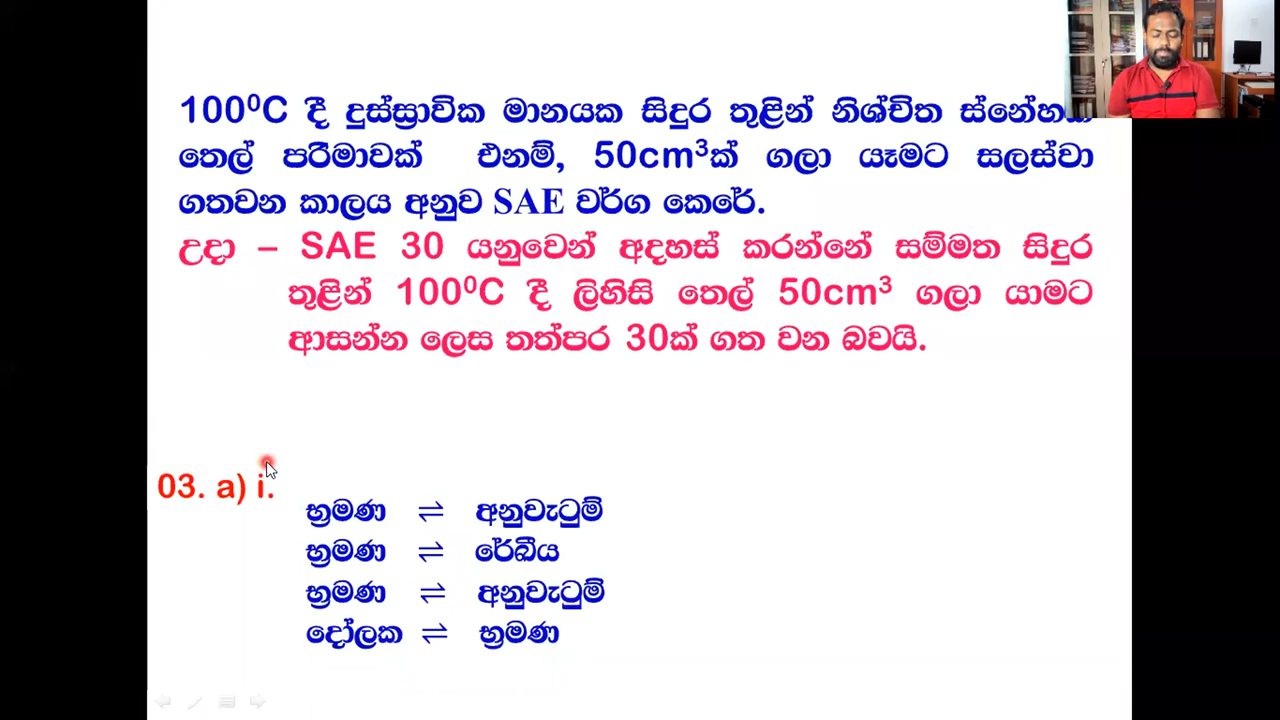 100⁰C දී දුස්ස්‍රාවික මානයක සිදුර තුළින් නිශ්චිත ස්නේහක
තෙල් පරිමාවක් එනම්, 50cm³ක් ගලා යෑමට සලස්වා
ගතවන කාලය අනුව SAE වර්ග කෙරේ.
උදා – SAE 30 යනුවෙන් අදහස් කරන්නේ සම්මත සිදුර
තුළින් 100⁰C දී ලිහිසි තෙල් 50cm³ ගලා යාමට
ආසන්න ලෙස තත්පර 30ක් ගත වන බවයි.
03. a) i.
භ්‍රමණ ⇌ අනුවැටුම්
භ්‍රමණ ⇌ රේඛීය
භ්‍රමණ ⇌ අනුවැටුම්
දෝලක ⇌ භ්‍රමණ